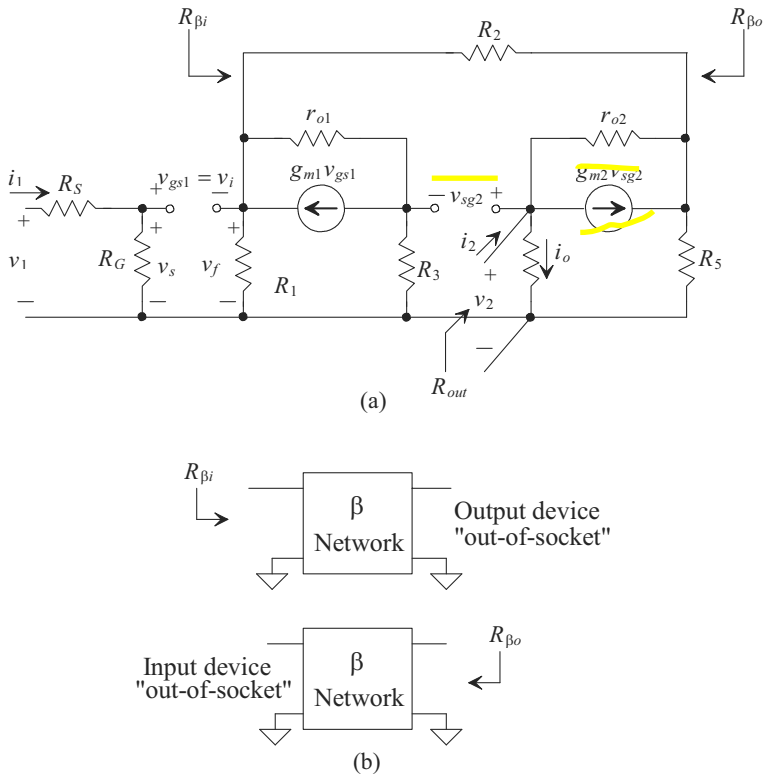 R_βi
R_2
R_βo
r_o1
r_o2
i_1
R_S
+ v_gs1 = v_i −
g_m1 v_gs1
− v_sg2 +
g_m2 v_sg2
+
v_1
−
R_G
+
v_s
−
+
v_f
−
R_1
R_3
i_2
+
v_2
−
i_o
R_5
R_out
(a)
R_βi
β
Network
Output device
"out-of-socket"
Input device
"out-of-socket"
β
Network
R_βo
(b)